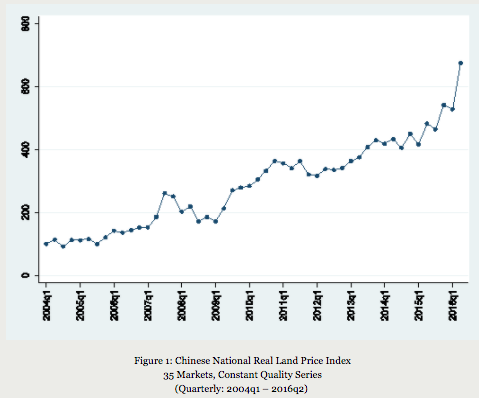 800
600
400
200
0
2004q1
2005q1
2006q1
2007q1
2008q1
2009q1
2010q1
2011q1
2012q1
2013q1
2014q1
2015q1
2016q1
Figure 1: Chinese National Real Land Price Index
35 Markets, Constant Quality Series
(Quarterly: 2004q1 – 2016q2)